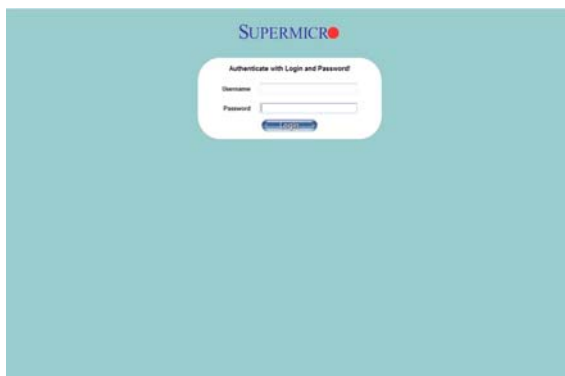 SUPERMICRO
Authenticate with Login and Password!
Username
Password
Login